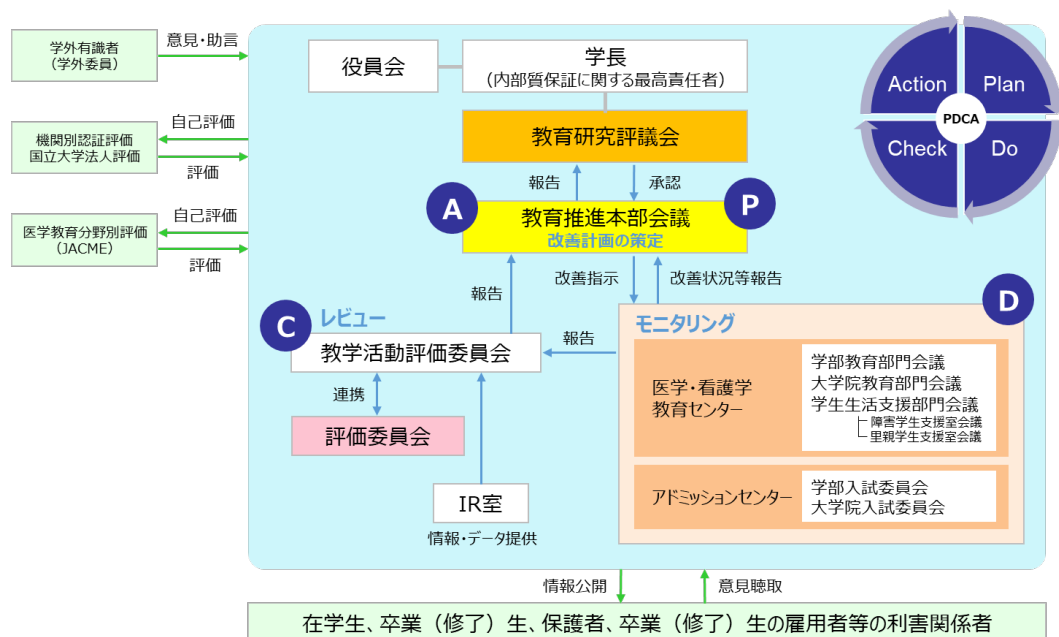 学外有識者
（学外委員）
意見・助言
機関別認証評価
国立大学法人評価
自己評価
評価
医学教育分野別評価
（JACME）
自己評価
評価
役員会
学長
（内部質保証に関する最高責任者）
教育研究評議会
報告
承認
A
教育推進本部会議
改善計画の策定
P
Action
Plan
PDCA
Check
Do
報告
改善指示
改善状況等報告
D
C
レビュー
教学活動評価委員会
報告
連携
評価委員会
IR室
情報・データ提供
モニタリング
医学・看護学
教育センター
学部教育部門会議
大学院教育部門会議
学生生活支援部門会議
障害学生支援室会議
里親学生支援室会議
アドミッションセンター
学部入試委員会
大学院入試委員会
情報公開
意見聴取
在学生、卒業（修了）生、保護者、卒業（修了）生の雇用者等の利害関係者